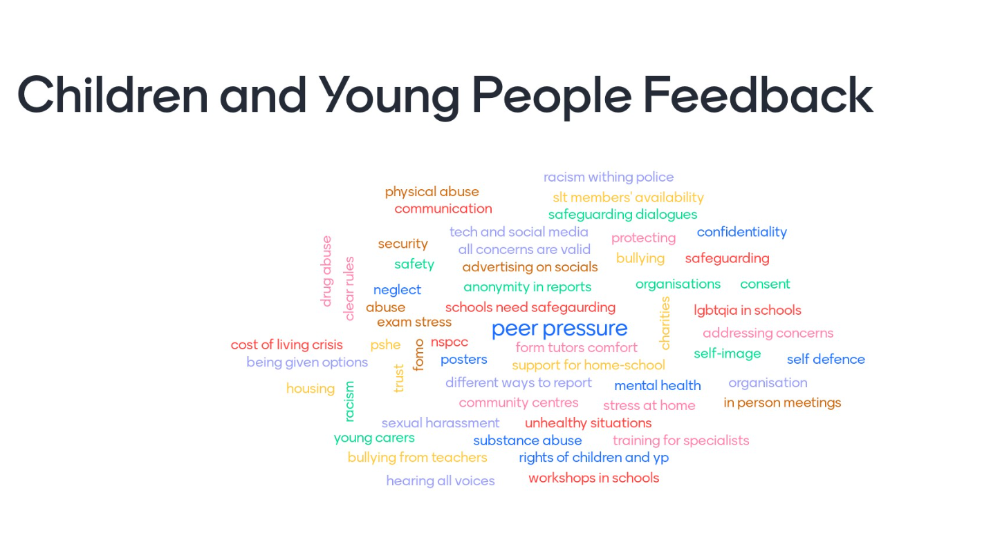 Children and Young People Feedback
racism withing police
physical abuse
slt members' availability
communication
safeguarding dialogues
tech and social media
confidentiality
protecting
security
all concerns are valid
drug abuse
clear rules
safety
advertising on socials
bullying
safeguarding
neglect
anonymity in reports
organisations
consent
abuse
schools need safegaurding
charities
lgbtqia in schools
exam stress
peer pressure
addressing concerns
cost of living crisis
pshe
fomo
nspcc
form tutors comfort
self-image
being given options
posters
support for home-school
self defence
trust
housing
racism
different ways to report
mental health
organisation
community centres
stress at home
in person meetings
sexual harassment
unhealthy situations
young carers
substance abuse
training for specialists
bullying from teachers
rights of children and yp
hearing all voices
workshops in schools